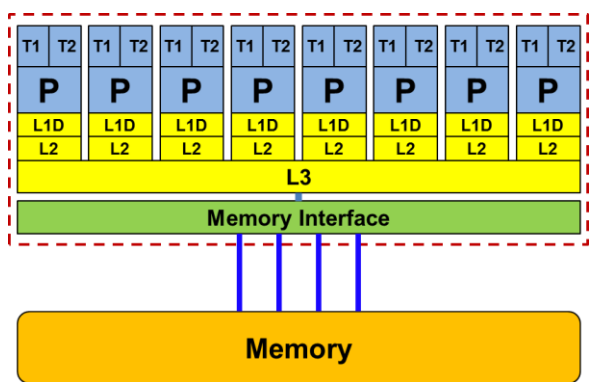 T1 T2 T1 T2 T1 T2 T1 T2 T1 T2 T1 T2 T1 T2 T1 T2
P P P P P P P P
L1D L1D L1D L1D L1D L1D L1D L1D
L2 L2 L2 L2 L2 L2 L2 L2
L3
Memory Interface
Memory